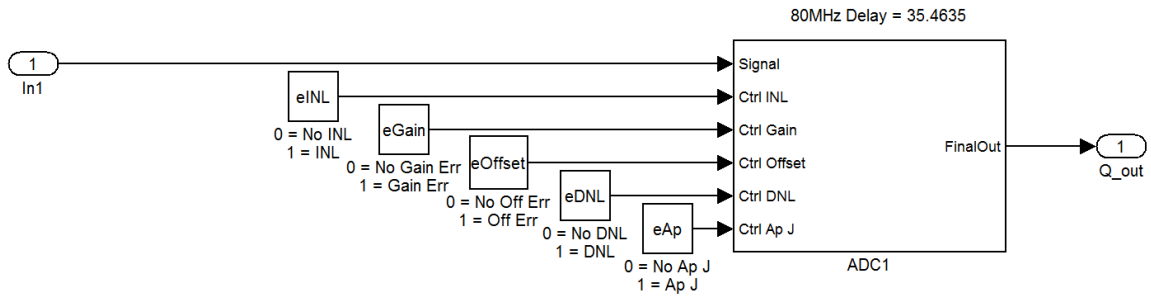 80MHz Delay = 35.4635
1
In1
Signal
eINL
Ctrl INL
0 = No INL
1 = INL
eGain
Ctrl Gain
0 = No Gain Err
1 = Gain Err
eOffset
Ctrl Offset
0 = No Off Err
1 = Off Err
eDNL
Ctrl DNL
0 = No DNL
1 = DNL
eAp
Ctrl Ap J
0 = No Ap J
1 = Ap J
FinalOut
ADC1
1
Q_out